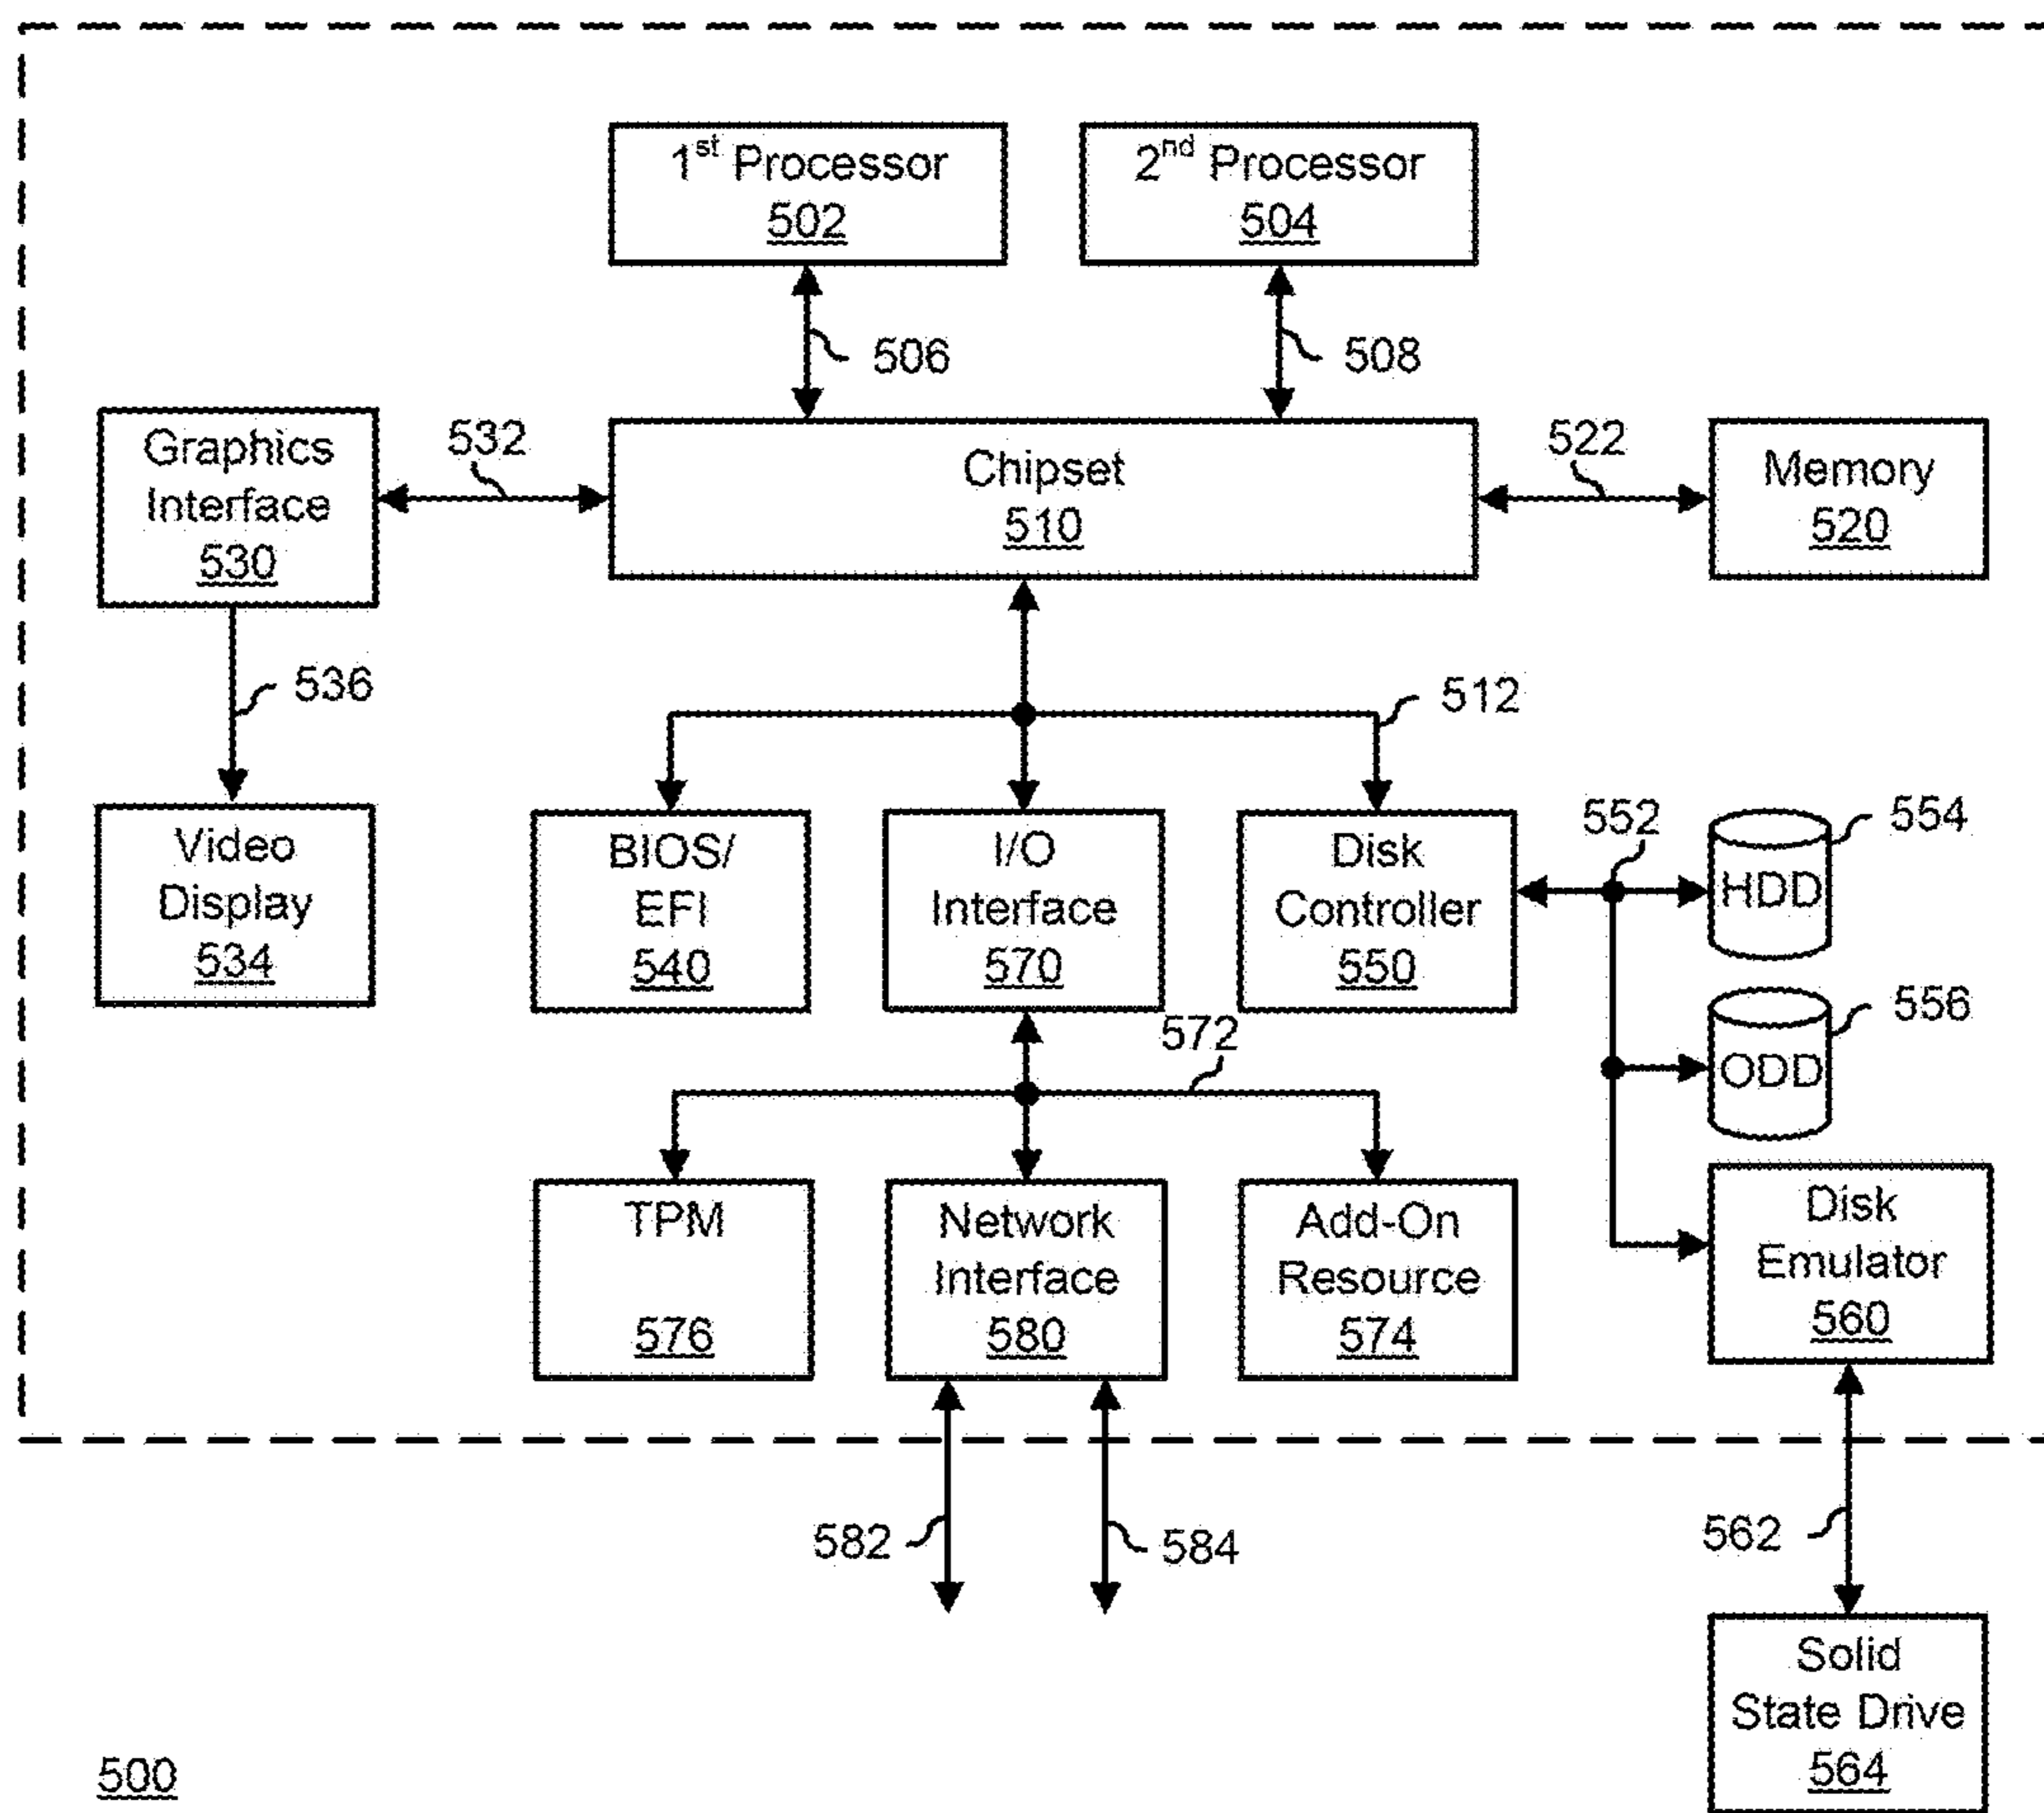 1st Processor
502
2nd Processor
504
506
508
Graphics
Interface
530
532
Chipset
510
522
Memory
520
536
512
Video
Display
534
BIOS/
EFI
540
I/O
Interface
570
Disk
Controller
550
552
HDD
554
ODD
556
572
TPM
576
Network
Interface
580
Add-On
Resource
574
Disk
Emulator
560
582
584
562
Solid
State Drive
564
500